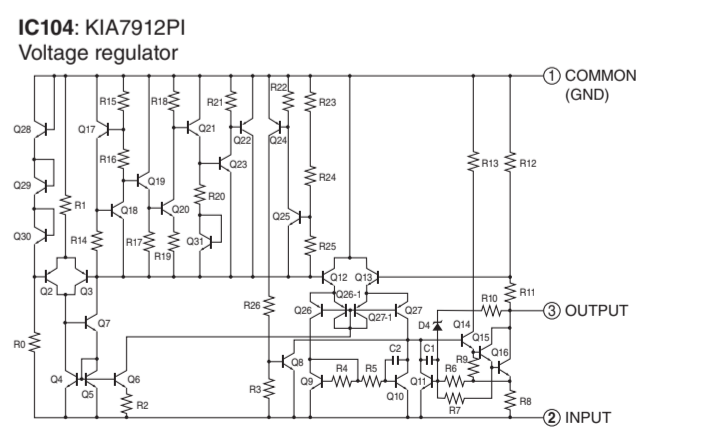 IC104: KIA7912PI
Voltage regulator
1 COMMON
(GND)
R15 R18 R21 R22 R23
Q28 Q17 Q21 Q22 Q24
R16 Q23 R24 R13 R12
Q29 Q19
R1 Q18 Q20 R20 Q25
Q30 R14 R17 R19 Q31 R25
Q2 Q3 Q12 Q13
Q26-1 R10 R11
R26 Q26 Q27-1 Q27 3 OUTPUT
Q7 D4 Q14
R0 Q15
C2 C1 Q16
Q8 R9
Q4 Q5 Q6 Q9 R4 R5 Q11 R6
R2 R3 Q10 R7 R8
2 INPUT